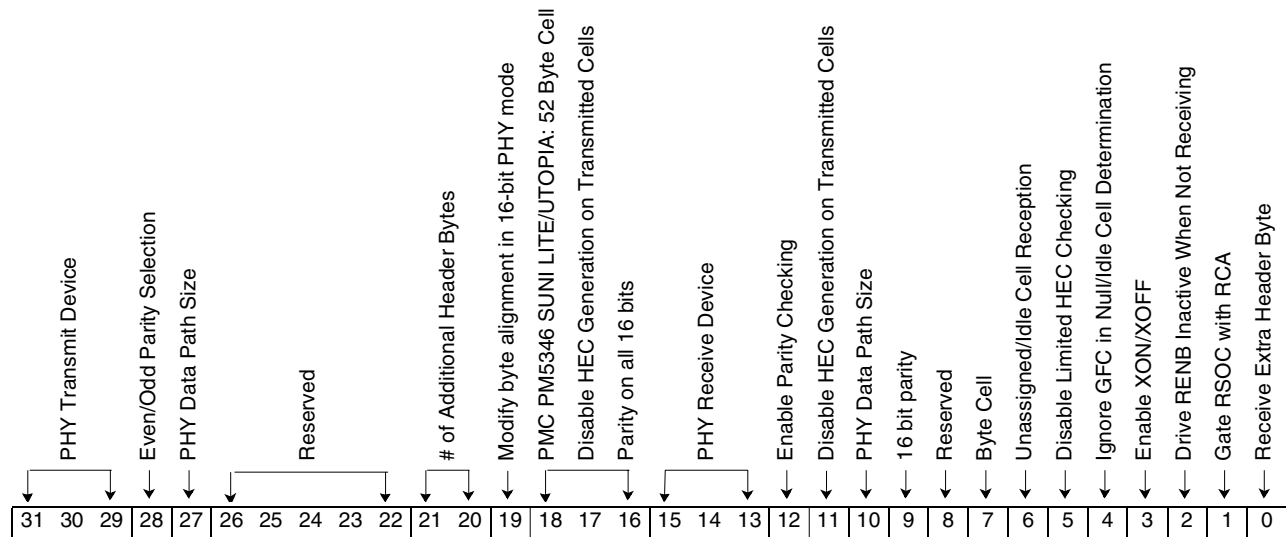 PHY Transmit Device
Even/Odd Parity Selection
PHY Data Path Size
Reserved
# of Additional Header Bytes
Modify byte alignment in 16-bit PHY mode
PMC PM5346 SUNI LITE/UTOPIA: 52 Byte Cell
Disable HEC Generation on Transmitted Cells
Parity on all 16 bits
PHY Receive Device
Enable Parity Checking
Disable HEC Generation on Transmitted Cells
PHY Data Path Size
16 bit parity
Reserved
Byte Cell
Unassigned/Idle Cell Reception
Disable Limited HEC Checking
Ignore GFC in Null/Idle Cell Determination
Enable XON/XOFF
Drive RENB Inactive When Not Receiving
Gate RSOC with RCA
Receive Extra Header Byte
31 30 29 28 27 26 25 24 23 22 21 20 19 18 17 16 15 14 13 12 11 10 9 8 7 6 5 4 3 2 1 0